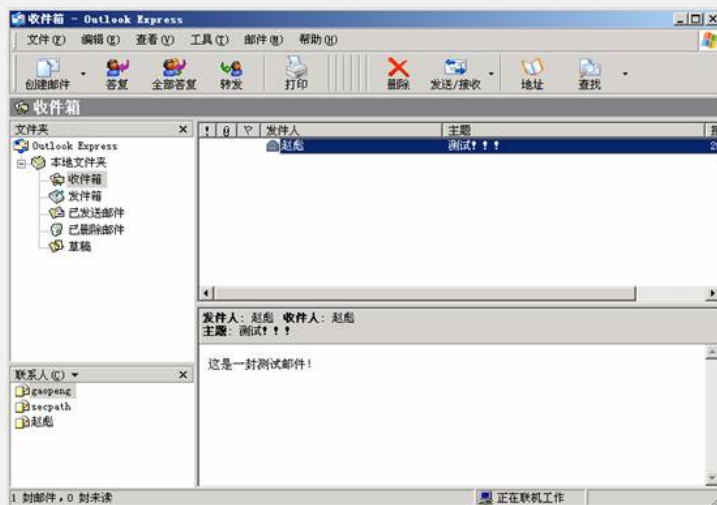 收件箱 - Outlook Express
文件(F) 编辑(E) 查看(V) 工具(T) 邮件(M) 帮助(H)
创建邮件 答复 全部答复 转发 打印 删除 发送/接收 地址 查找
收件箱
文件夹
Outlook Express
本地文件夹
收件箱
发件箱
已发送邮件
已删除邮件
草稿
联系人(C)
gaopeng
secpath
赵彪
! 发件人 主题
赵彪 测试!!!
发件人: 赵彪 收件人: 赵彪
主题: 测试!!!
这是一封测试邮件!
1 封邮件,0 封未读 正在联机工作